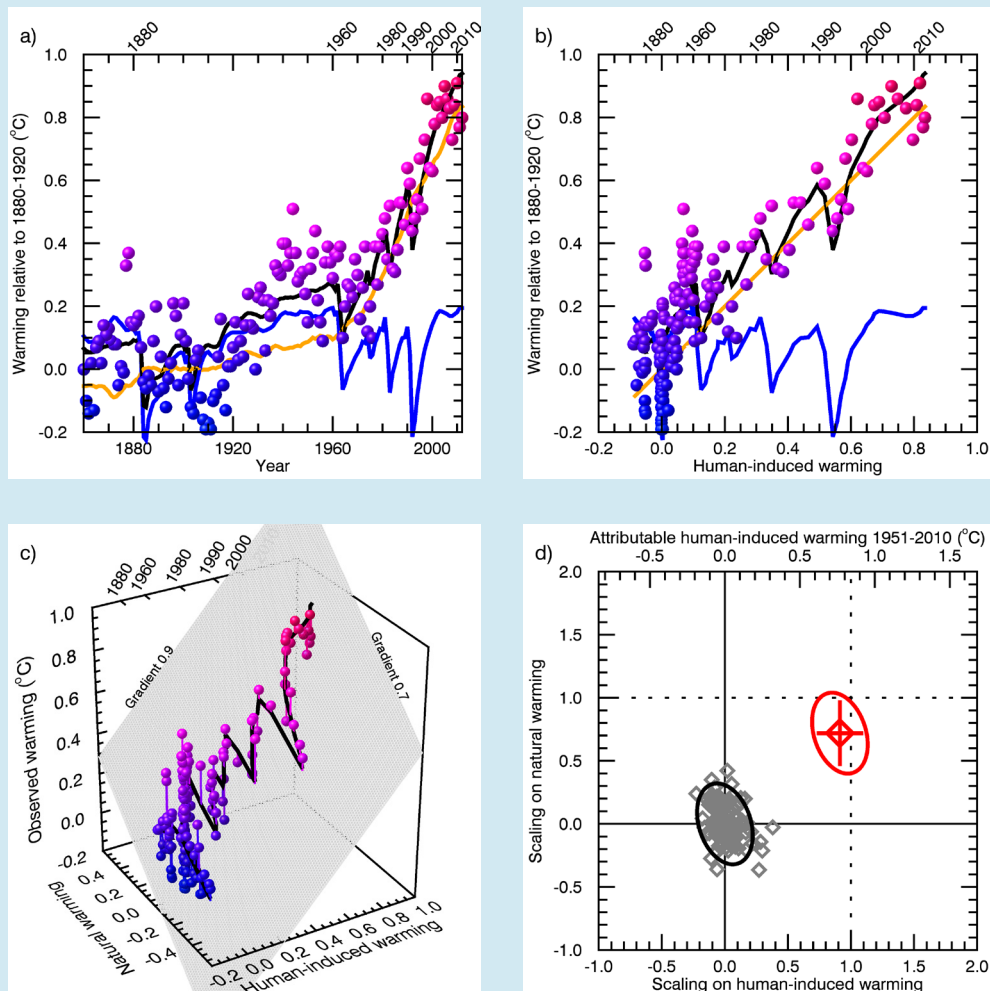 a)
1880 1960 1980 1990 2000 2010
Warming relative to 1880-1920 (°C)
1.0
0.8
0.6
0.4
0.2
0.0
-0.2
1880 1920 1960 2000
Year
b)
1880 1960 1980 1990 2000 2010
Warming relative to 1880-1920 (°C)
1.0
0.8
0.6
0.4
0.2
0.0
-0.2
-0.2 0.0 0.2 0.4 0.6 0.8 1.0
Human-induced warming
c)
1880 1960 1980 1990 2000
Observed warming (°C)
1.0
0.8
0.6
0.4
0.2
0.0
-0.2
Gradient 0.9
Gradient 0.7
0.4
0.2
0.0
-0.2
-0.4
Natural warming
-0.2 0.0 0.2 0.4 0.6 0.8 1.0
Human-induced warming
d)
Attributable human-induced warming 1951-2010 (°C)
-0.5 0.0 0.5 1.0 1.5
Scaling on natural warming
2.0
1.5
1.0
0.5
0.0
-0.5
-1.0
-1.0 -0.5 0.0 0.5 1.0 1.5 2.0
Scaling on human-induced warming